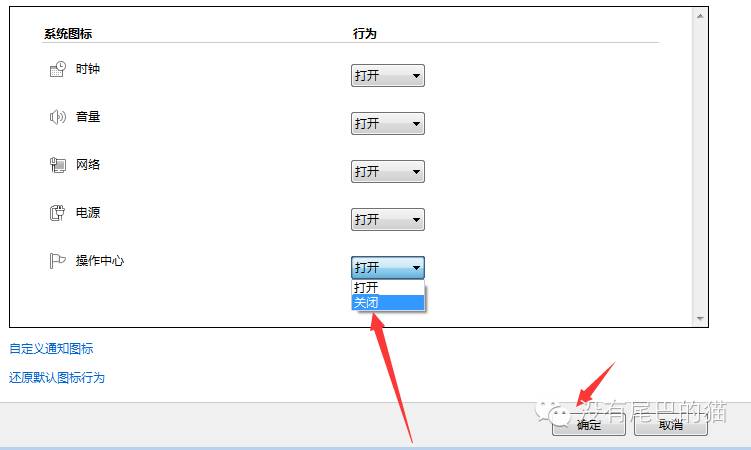 系统图标 行为
时钟 打开
音量 打开
网络 打开
电源 打开
操作中心 打开
打开
关闭
自定义通知图标
还原默认图标行为
没有尾巴的猫
确定 取消